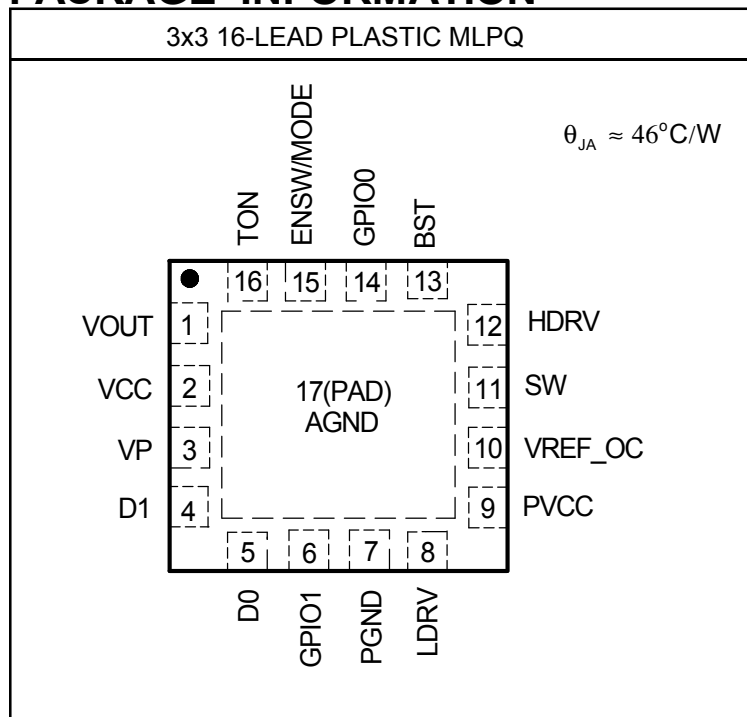 PACKAGE INFORMATION
3x3 16-LEAD PLASTIC MLPQ
θJA ≈ 46°C/W
TON
ENSW/MODE
GPIO0
BST
16
15
14
13
VOUT 1
VCC 2
VP 3
D1 4
17(PAD)
AGND
12 HDRV
11 SW
10 VREF_OC
9 PVCC
5
6
7
8
D0
GPIO1
PGND
LDRV